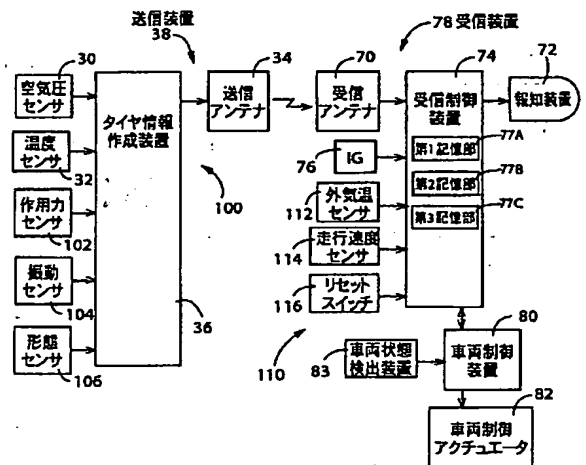 送信装置
38
78 受信装置
30
34
70
74
72
空気圧
センサ
タイヤ情報
作成装置
送信
アンテナ
受信
アンテナ
受信制御
装置
報知装置
温度
センサ
32
IG
76
第1記憶部
77A
第2記憶部
77B
第3記憶部
77C
100
作用力
センサ
102
外気温
センサ
112
走行速度
センサ
114
振動
センサ
104
リセット
スイッチ
116
36
形態
センサ
106
110
80
車両状態
検出装置
83
車両制御
装置
82
車両制御
アクチュエータ